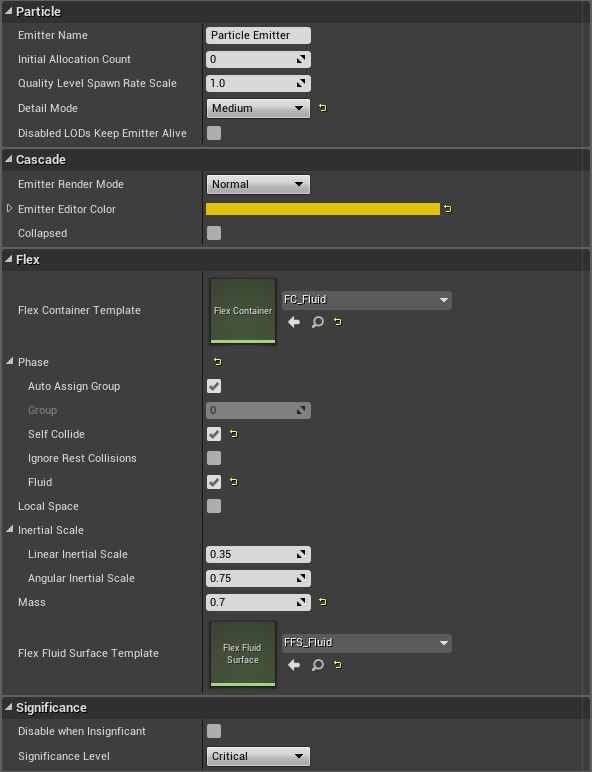 Particle
Emitter Name Particle Emitter
Initial Allocation Count 0
Quality Level Spawn Rate Scale 1.0
Detail Mode Medium
Disabled LODs Keep Emitter Alive
Cascade
Emitter Render Mode Normal
Emitter Editor Color
Collapsed
Flex
Flex Container Template Flex Container FC_Fluid
Phase
Auto Assign Group
Group 0
Self Collide
Ignore Rest Collisions
Fluid
Local Space
Inertial Scale
Linear Inertial Scale 0.35
Angular Inertial Scale 0.75
Mass 0.7
Flex Fluid Surface Template Flex Fluid Surface FFS_Fluid
Significance
Disable when Insignficant
Significance Level Critical